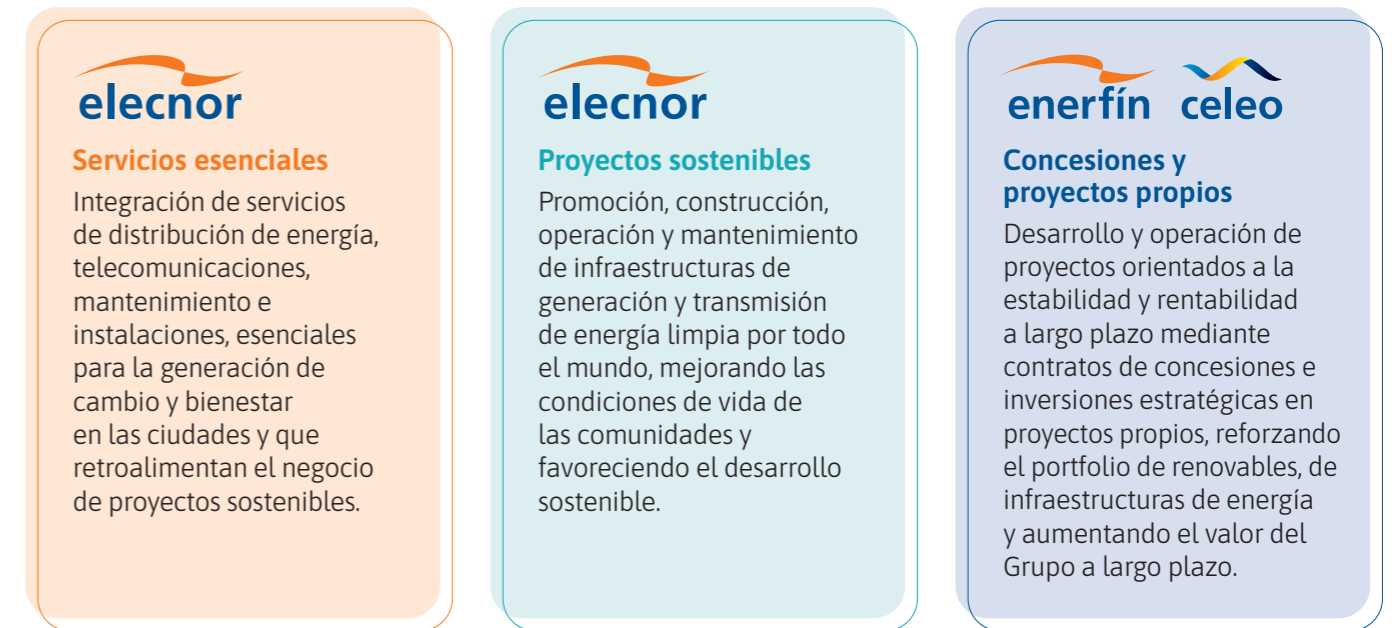 elecnor
Servicios esenciales
Integración de servicios
de distribución de energía,
telecomunicaciones,
mantenimiento e
instalaciones, esenciales
para la generación de
cambio y bienestar
en las ciudades y que
retroalimentan el negocio
de proyectos sostenibles.
elecnor
Proyectos sostenibles
Promoción, construcción,
operación y mantenimiento
de infraestructuras de
generación y transmisión
de energía limpia por todo
el mundo, mejorando las
condiciones de vida de
las comunidades y
favoreciendo el desarrollo
sostenible.
enerfín celeo
Concesiones y
proyectos propios
Desarrollo y operación de
proyectos orientados a la
estabilidad y rentabilidad
a largo plazo mediante
contratos de concesiones e
inversiones estratégicas en
proyectos propios, reforzando
el portfolio de renovables, de
infraestructuras de energía
y aumentando el valor del
Grupo a largo plazo.